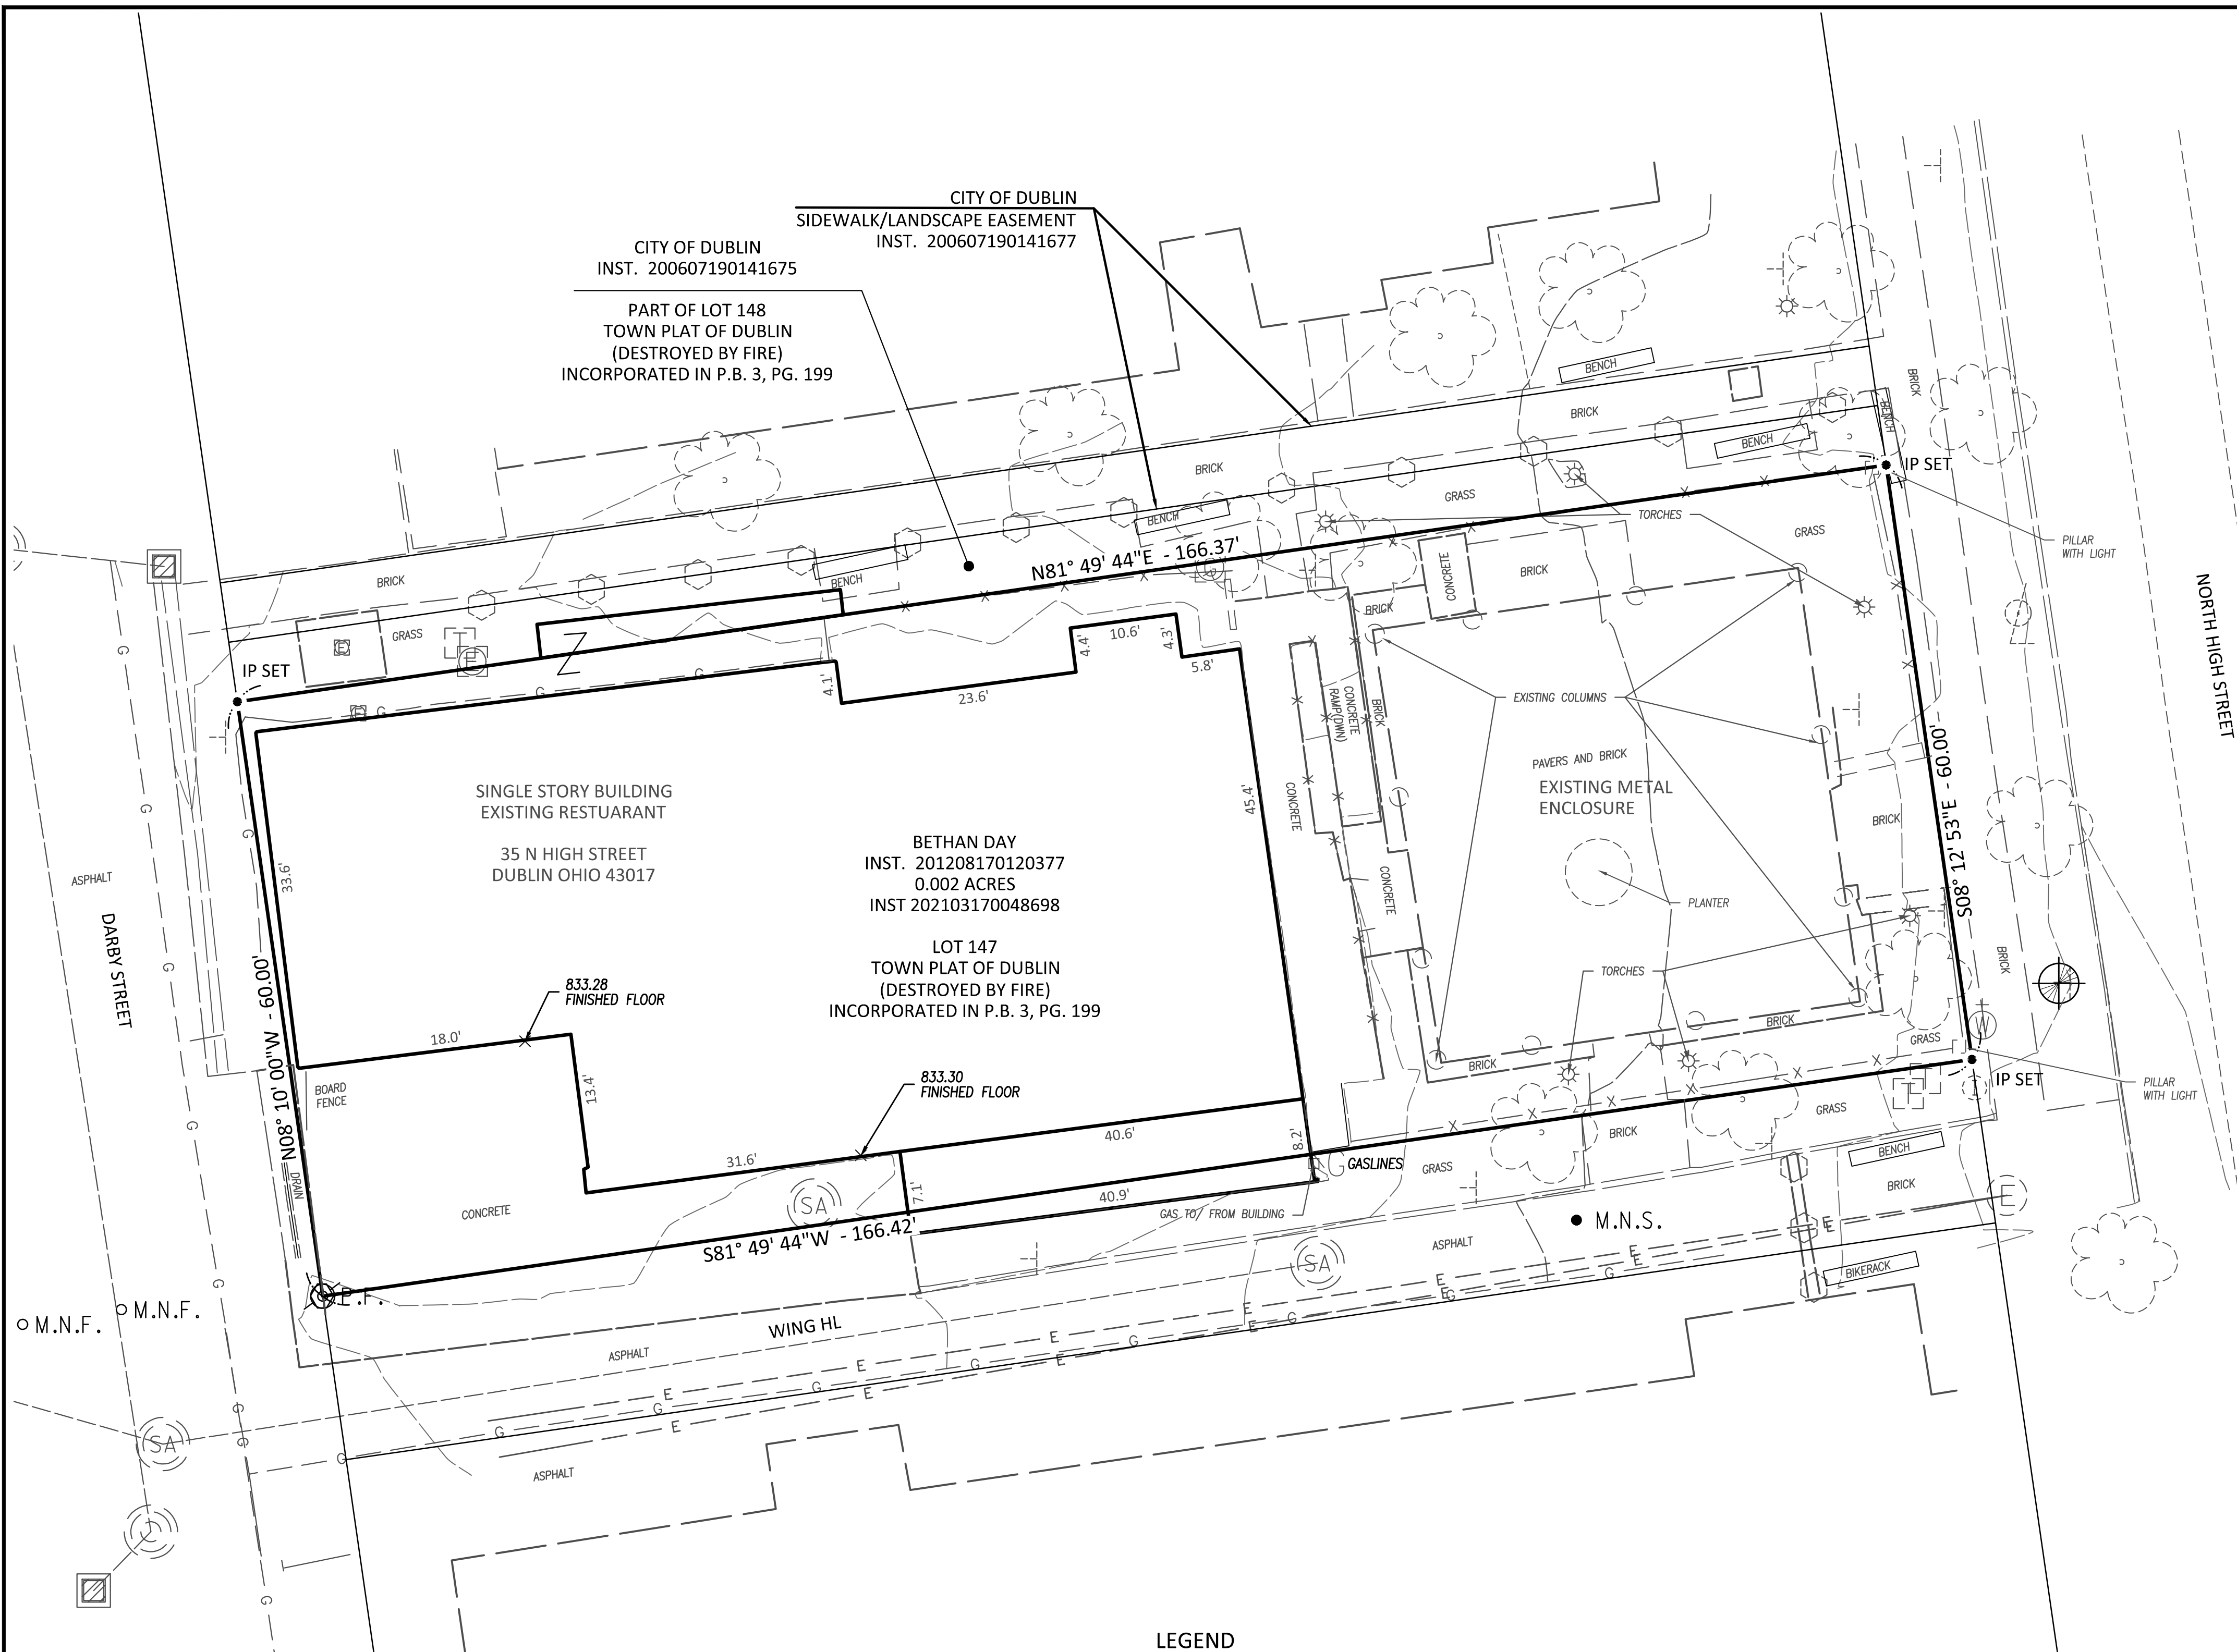 CITY OF DUBLIN
SIDEWALK/LANDSCAPE EASEMENT
INST. 200607190141677
CITY OF DUBLIN
INST. 200607190141675
PART OF LOT 148
TOWN PLAT OF DUBLIN
(DESTROYED BY FIRE)
INCORPORATED IN P.B. 3, PG. 199
BENCH
BRICK
BRICK
BENCH
BENCH
BRICK
IP SET
BRICK
GRASS
BENCH
TORCHES
GRASS
PILLAR
WITH LIGHT
N81° 49' 44"E - 166.37'
BRICK
BENCH
CONCRETE
BRICK
BRICK
NORTH HIGH STREET
GRASS
E
T
E
Z
IP SET
E
G
G
G
4.1'
23.6'
4.4'
10.6'
4.3'
5.8'
CONCRETE
RAMP(DWN)
BRICK
EXISTING COLUMNS
PAVERS AND BRICK
EXISTING METAL
ENCLOSURE
S08° 12' 53"E - 60.00'
BRICK
SINGLE STORY BUILDING
EXISTING RESTUARANT
35 N HIGH STREET
DUBLIN OHIO 43017
45.4'
CONCRETE
BETHAN DAY
INST. 201208170120377
0.002 ACRES
INST 202103170048698
LOT 147
TOWN PLAT OF DUBLIN
(DESTROYED BY FIRE)
INCORPORATED IN P.B. 3, PG. 199
33.6'
ASPHALT
DARBY STREET
CONCRETE
PLANTER
TORCHES
BRICK
N08° 10' 00"W - 60.00'
833.28
FINISHED FLOOR
18.0'
BOARD
FENCE
13.4'
833.30
FINISHED FLOOR
BRICK
BRICK
GRASS
W
IP SET
T
T
PILLAR
WITH LIGHT
DRAIN
31.6'
40.6'
8.2'
GRASS
BRICK
G GASLINES
GRASS
BENCH
BRICK
CONCRETE
SA
7.1'
40.9'
GAS TO/ FROM BUILDING
S81° 49' 44"W - 166.42'
M.N.S.
E
ASPHALT
SA
BIKERACK
P.F.
M.N.F.
M.N.F.
WING HL
ASPHALT
E
E
E
E
E
G
G
G
G
SA
ASPHALT
LEGEND